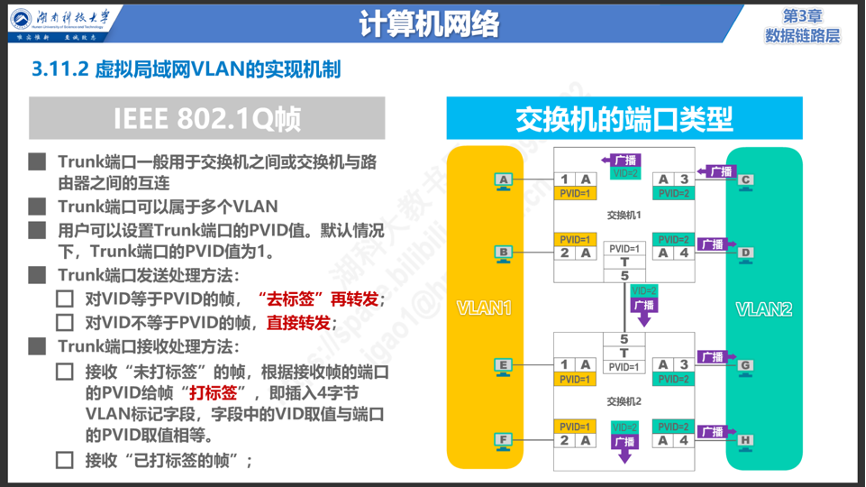 湖南科技大学
Hunan University of Science and Technology
唯实惟新 至诚致志
计算机网络
第3章
数据链路层
3.11.2 虚拟局域网VLAN的实现机制
IEEE 802.1Q帧
Trunk端口一般用于交换机之间或交换机与路
由器之间的互连
Trunk端口可以属于多个VLAN
用户可以设置Trunk端口的PVID值。默认情况
下，Trunk端口的PVID值为1。
Trunk端口发送处理方法：
对VID等于PVID的帧，“去标签”再转发；
对VID不等于PVID的帧，直接转发；
Trunk端口接收处理方法：
接收“未打标签”的帧，根据接收帧的端口
的PVID给帧“打标签”，即插入4字节
VLAN标记字段，字段中的VID取值与端口
的PVID取值相等。
接收“已打标签的帧”；
交换机的端口类型
广播
VID=2
A
1 A
PVID=1
A 3
PVID=2
广播
C
交换机1
B
PVID=1
2 A
PVID=1
T
5
PVID=2
A 4
广播
D
VLAN1
VID=2
广播
VLAN2
E
1 A
PVID=1
5
T
PVID=1
A 3
PVID=2
广播
G
交换机2
F
PVID=1
2 A
VID=2
广播
PVID=2
A 4
广播
H